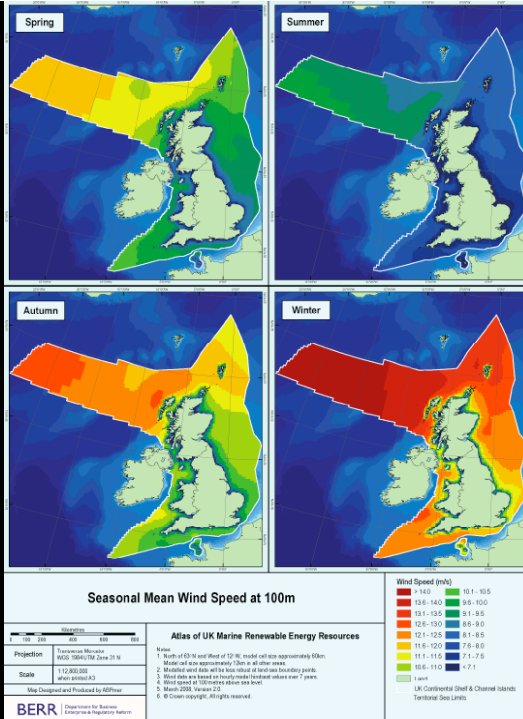 Spring
Summer
Autumn
Winter
Seasonal Mean Wind Speed at 100m
Kilometres
0 100 200 400 600 800
Projection
Transverse Mercator
WGS 1984 UTM Zone 31 N
Scale
1:12,800,000
when printed A3
Map Designed and Produced by ABPmer
BERR
Department for Business
Enterprise & Regulatory Reform
Atlas of UK Marine Renewable Energy Resources
Notes:
1. North of 63°N and West of 12°W, model cell size approximately 60km.
Model cell size approximately 12km in all other areas.
2. Modelled wind data will be less robust at land-sea boundary points.
3. Wind data are based on hourly model hindcast values over 7 years.
4. Wind speed at 100 metres above sea level.
5. March 2008, Version 2.0.
6. © Crown copyright. All rights reserved.
Wind Speed (m/s)
> 14.0
13.6 - 14.0
13.1 - 13.5
12.6 - 13.0
12.1 - 12.5
11.6 - 12.0
11.1 - 11.5
10.6 - 11.0
10.1 - 10.5
9.6 - 10.0
9.1 - 9.5
8.6 - 9.0
8.1 - 8.5
7.6 - 8.0
7.1 - 7.5
< 7.1
Land
UK Continental Shelf & Channel Islands
Territorial Sea Limits